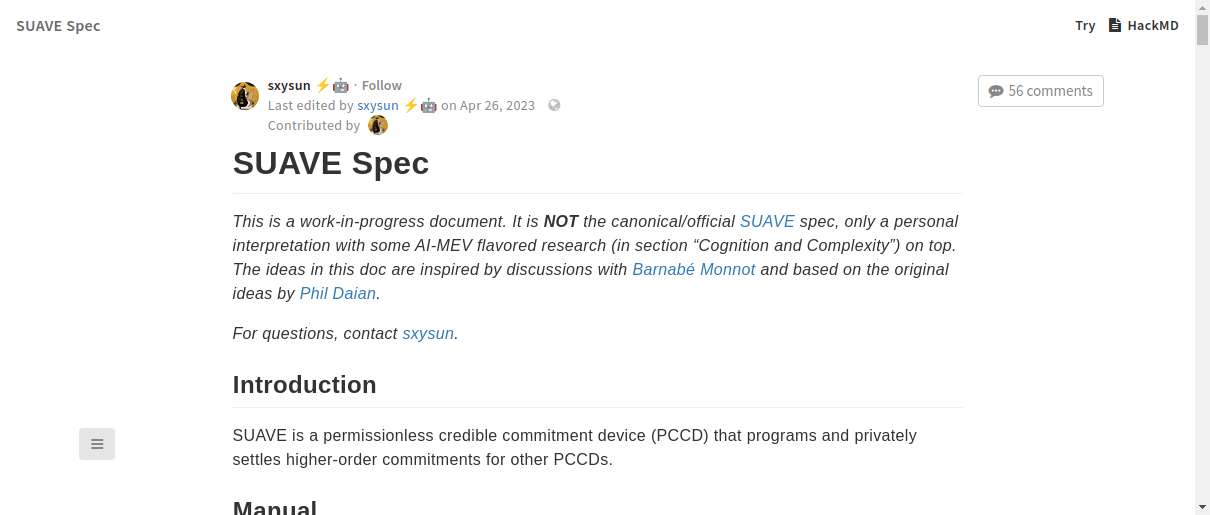 SUAVE Spec
Try HackMD
sxysun ⚡🤖 · Follow
Last edited by sxysun ⚡🤖 on Apr 26, 2023
Contributed by
56 comments
SUAVE Spec
This is a work-in-progress document. It is NOT the canonical/official SUAVE spec, only a personal
interpretation with some AI-MEV flavored research (in section “Cognition and Complexity”) on top.
The ideas in this doc are inspired by discussions with Barnabé Monnot and based on the original
ideas by Phil Daian.
For questions, contact sxysun.
Introduction
SUAVE is a permissionless credible commitment device (PCCD) that programs and privately
settles higher-order commitments for other PCCDs.
Manual